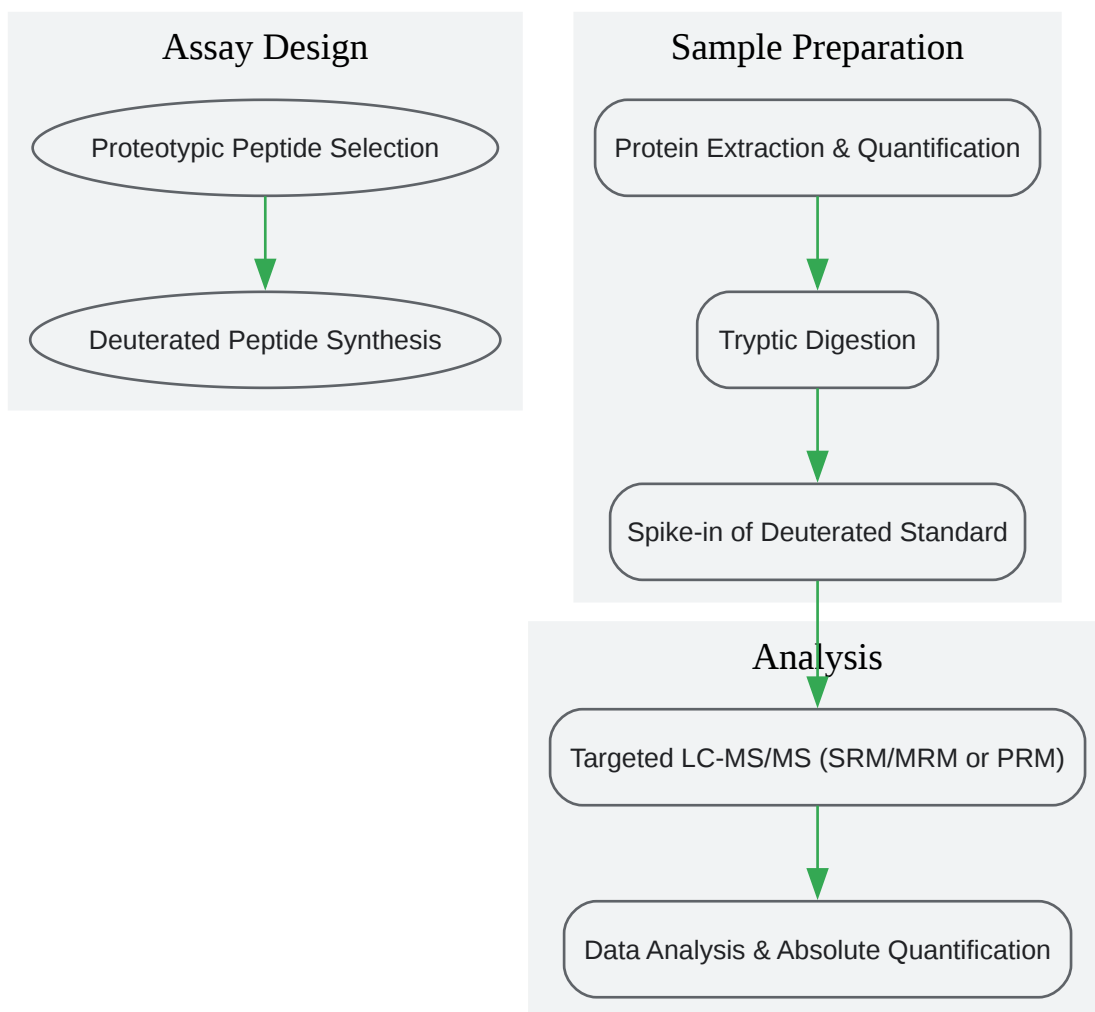 Assay Design
Proteotypic Peptide Selection
Deuterated Peptide Synthesis
Sample Preparation
Protein Extraction & Quantification
Tryptic Digestion
Spike-in of Deuterated Standard
Analysis
Targeted LC-MS/MS (SRM/MRM or PRM)
Data Analysis & Absolute Quantification